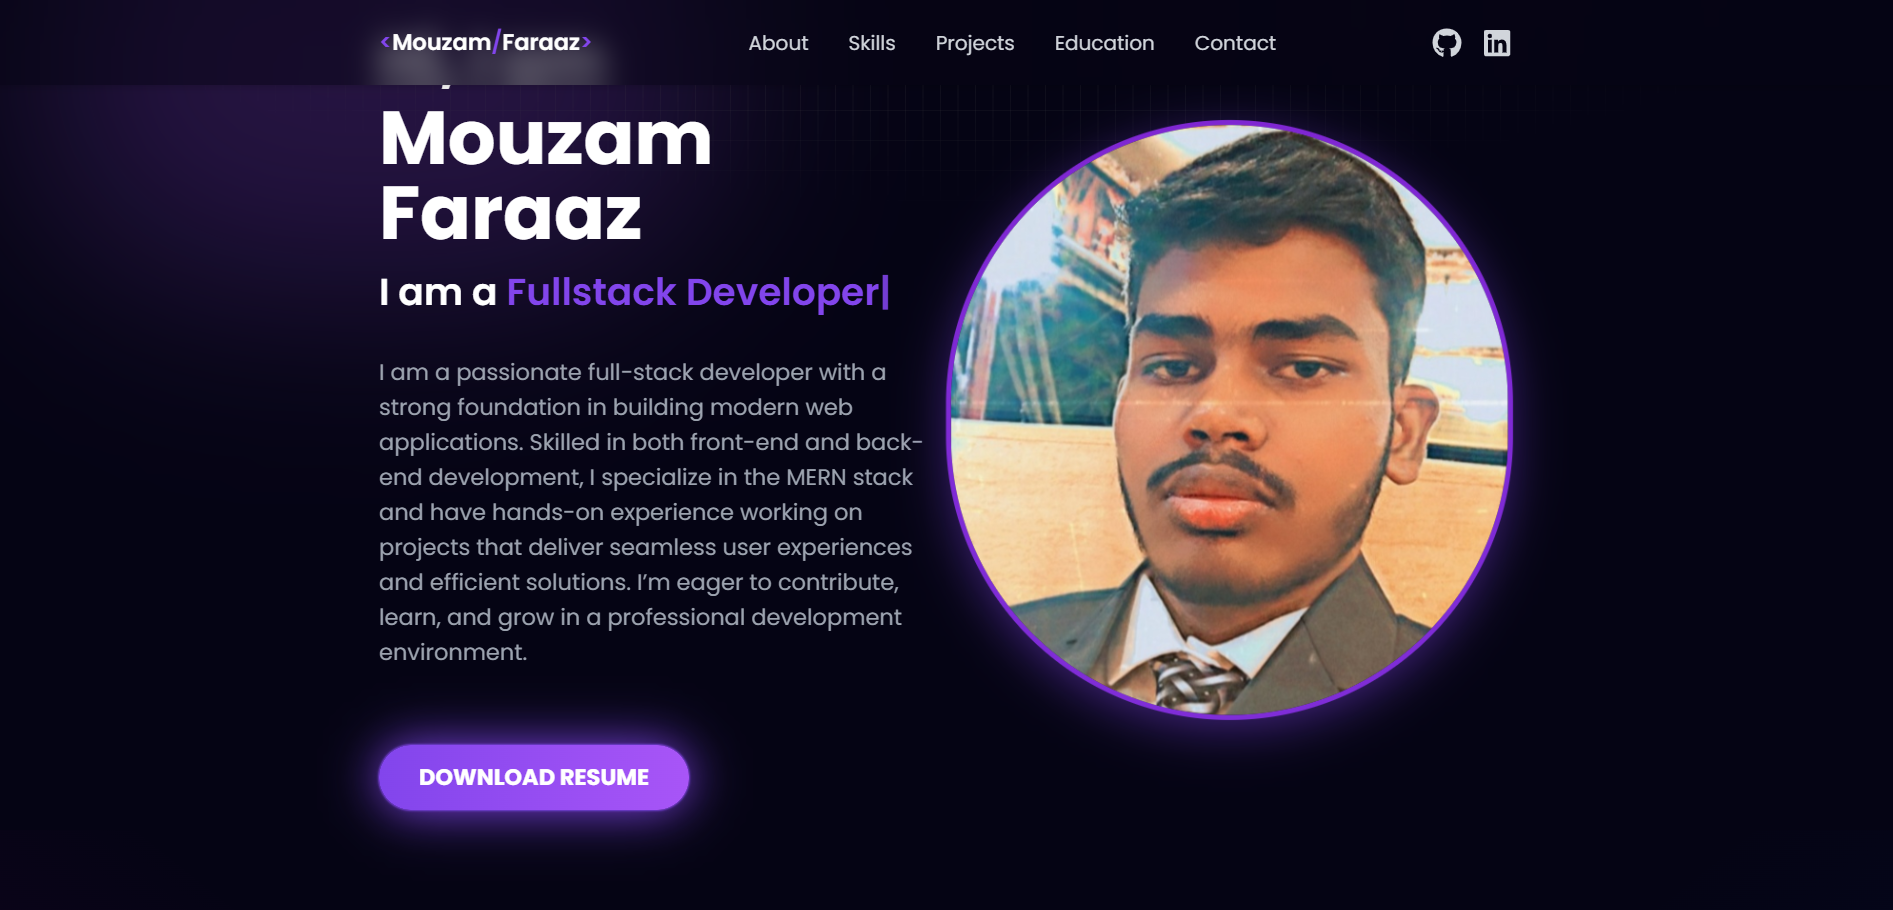 <Mouzam/Faraaz>
About
Skills
Projects
Education
Contact
Mouzam
Faraaz
I am a Fullstack Developer|
I am a passionate full-stack developer with a
strong foundation in building modern web
applications. Skilled in both front-end and back-
end development, I specialize in the MERN stack
and have hands-on experience working on
projects that deliver seamless user experiences
and efficient solutions. I’m eager to contribute,
learn, and grow in a professional development
environment.
DOWNLOAD RESUME